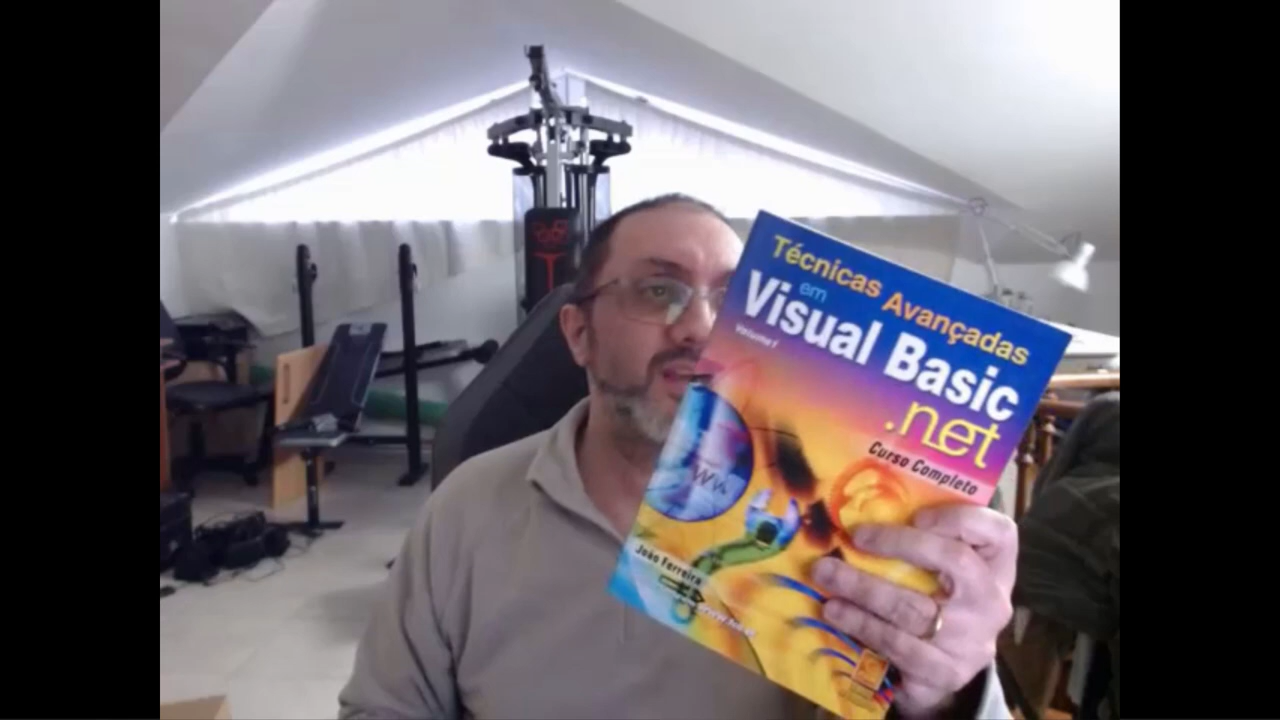 Técnicas Avançadas
em
Visual Basic
Volume I
.net
Curso Completo
João Ferreira